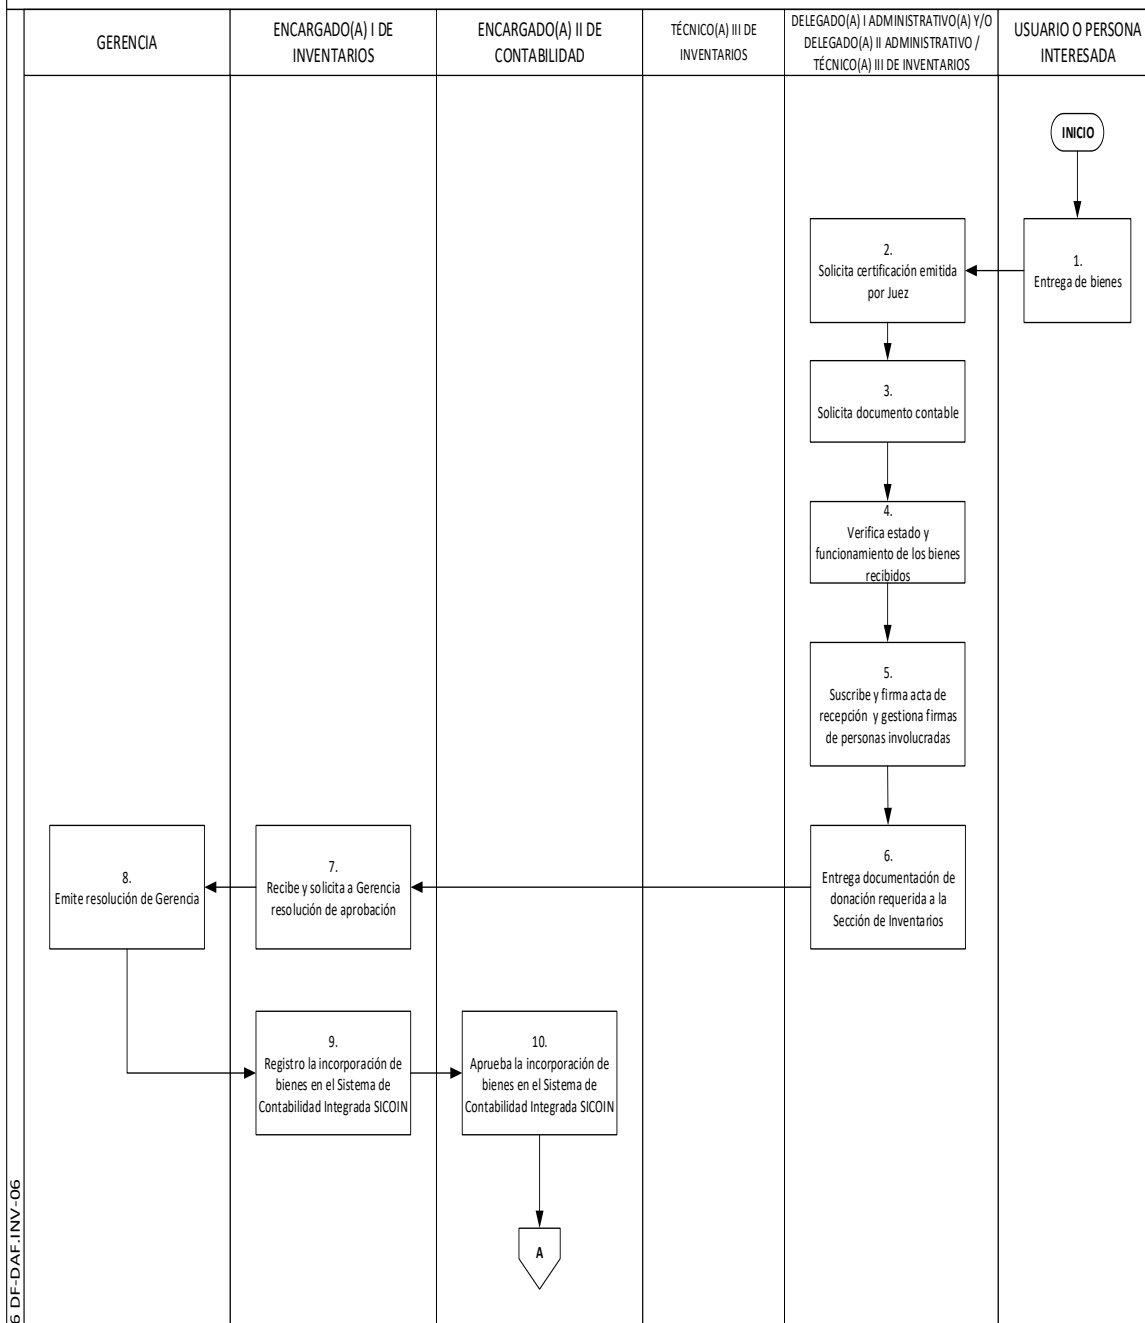 GERENCIA
ENCARGADO(A) I DE
INVENTARIOS
ENCARGADO(A) II DE
CONTABILIDAD
TÉCNICO(A) III DE
INVENTARIOS
DELEGADO(A) I ADMINISTRATIVO(A) Y/O
DELEGADO(A) II ADMINISTRATIVO /
TÉCNICO(A) III DE INVENTARIOS
USUARIO O PERSONA
INTERESADA
INICIO
1.
Entrega de bienes
2.
Solicita certificación emitida
por Juez
3.
Solicita documento contable
4.
Verifica estado y
funcionamiento de los bienes
recibidos
5.
Suscribe y firma acta de
recepción y gestiona firmas
de personas involucradas
6.
Entrega documentación de
donación requerida a la
Sección de Inventarios
7.
Recibe y solicita a Gerencia
resolución de aprobación
8.
Emite resolución de Gerencia
9.
Registro la incorporación de
bienes en el Sistema de
Contabilidad Integrada SICOIN
10.
Aprueba la incorporación de
bienes en el Sistema de
Contabilidad Integrada SICOIN
A
6 DF-DAF.INV-06